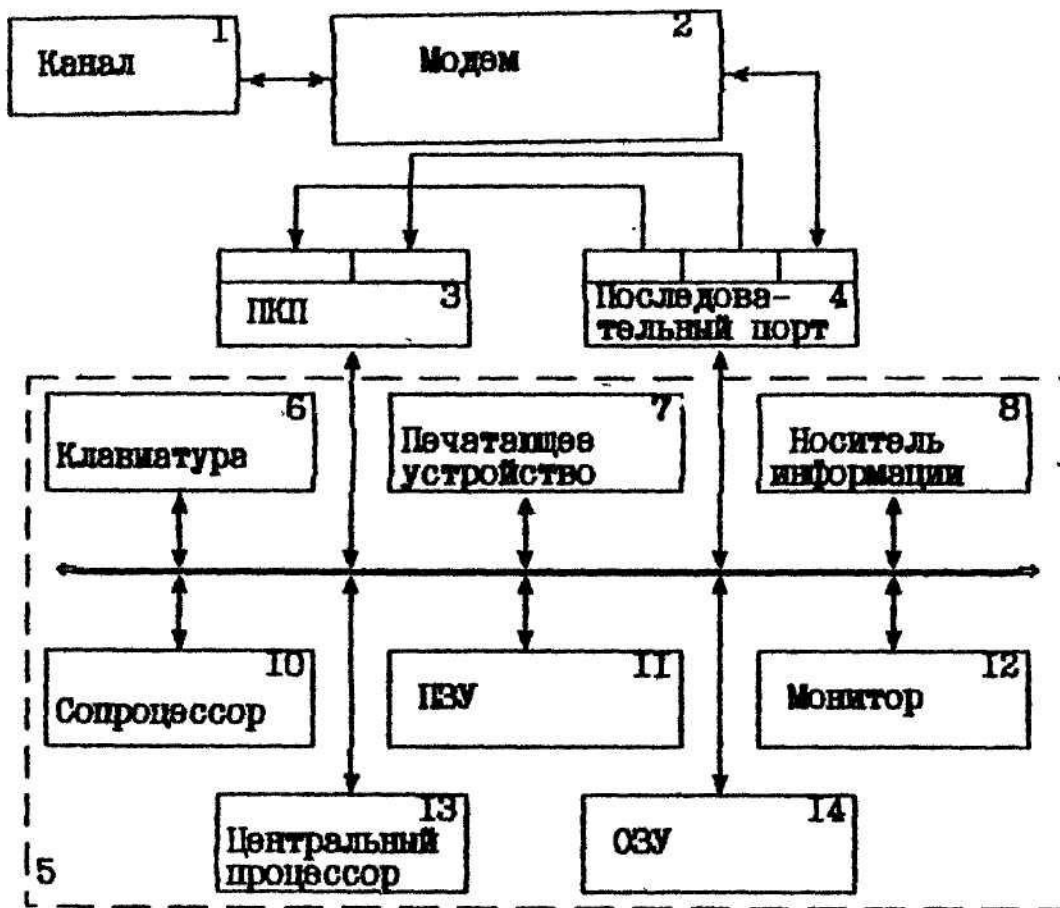 1
Канал
2
Модем
3
ПКП
4
Последова-
тельный порт
6
Клавиатура
7
Печатающее
устройство
8
Носитель
информации
10
Сопроцессор
11
ПЗУ
12
Монитор
13
Центральный
процессор
14
ОЗУ
5